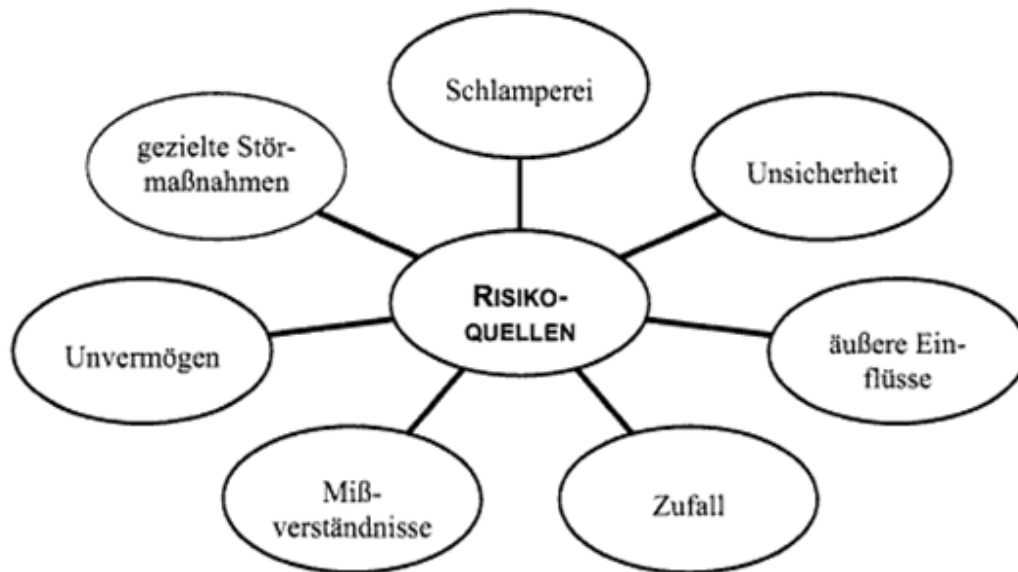 Schlamperei
gezielte Stör-
maßnahmen
Unsicherheit
RISIKO-
QUELLEN
Unvermögen
äußere Ein-
flüsse
Miß-
verständnisse
Zufall